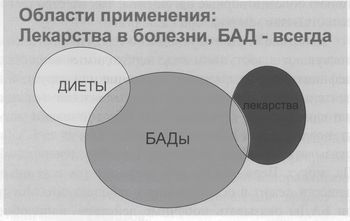 Области применения:
Лекарства в болезни, БАД - всегда
ДИЕТЫ
лекарства
БАДы